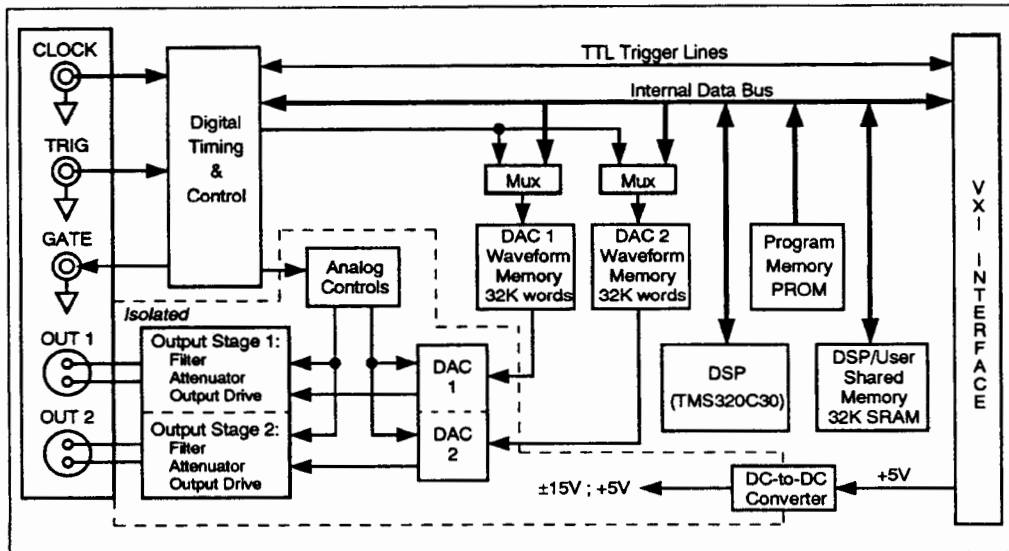 CLOCK
TRIG
GATE
OUT 1
OUT 2
Digital
Timing
&
Control
TTL Trigger Lines
Internal Data Bus
Mux
Mux
DAC 1
Waveform
Memory
32K words
DAC 2
Waveform
Memory
32K words
Program
Memory
PROM
Analog
Controls
Isolated
Output Stage 1:
Filter
Attenuator
Output Drive
Output Stage 2:
Filter
Attenuator
Output Drive
DAC
1
DAC
2
DSP
(TMS320C30)
DSP/User
Shared
Memory
32K SRAM
±15V ; +5V
DC-to-DC
Converter
+5V
VXI INTERFACE